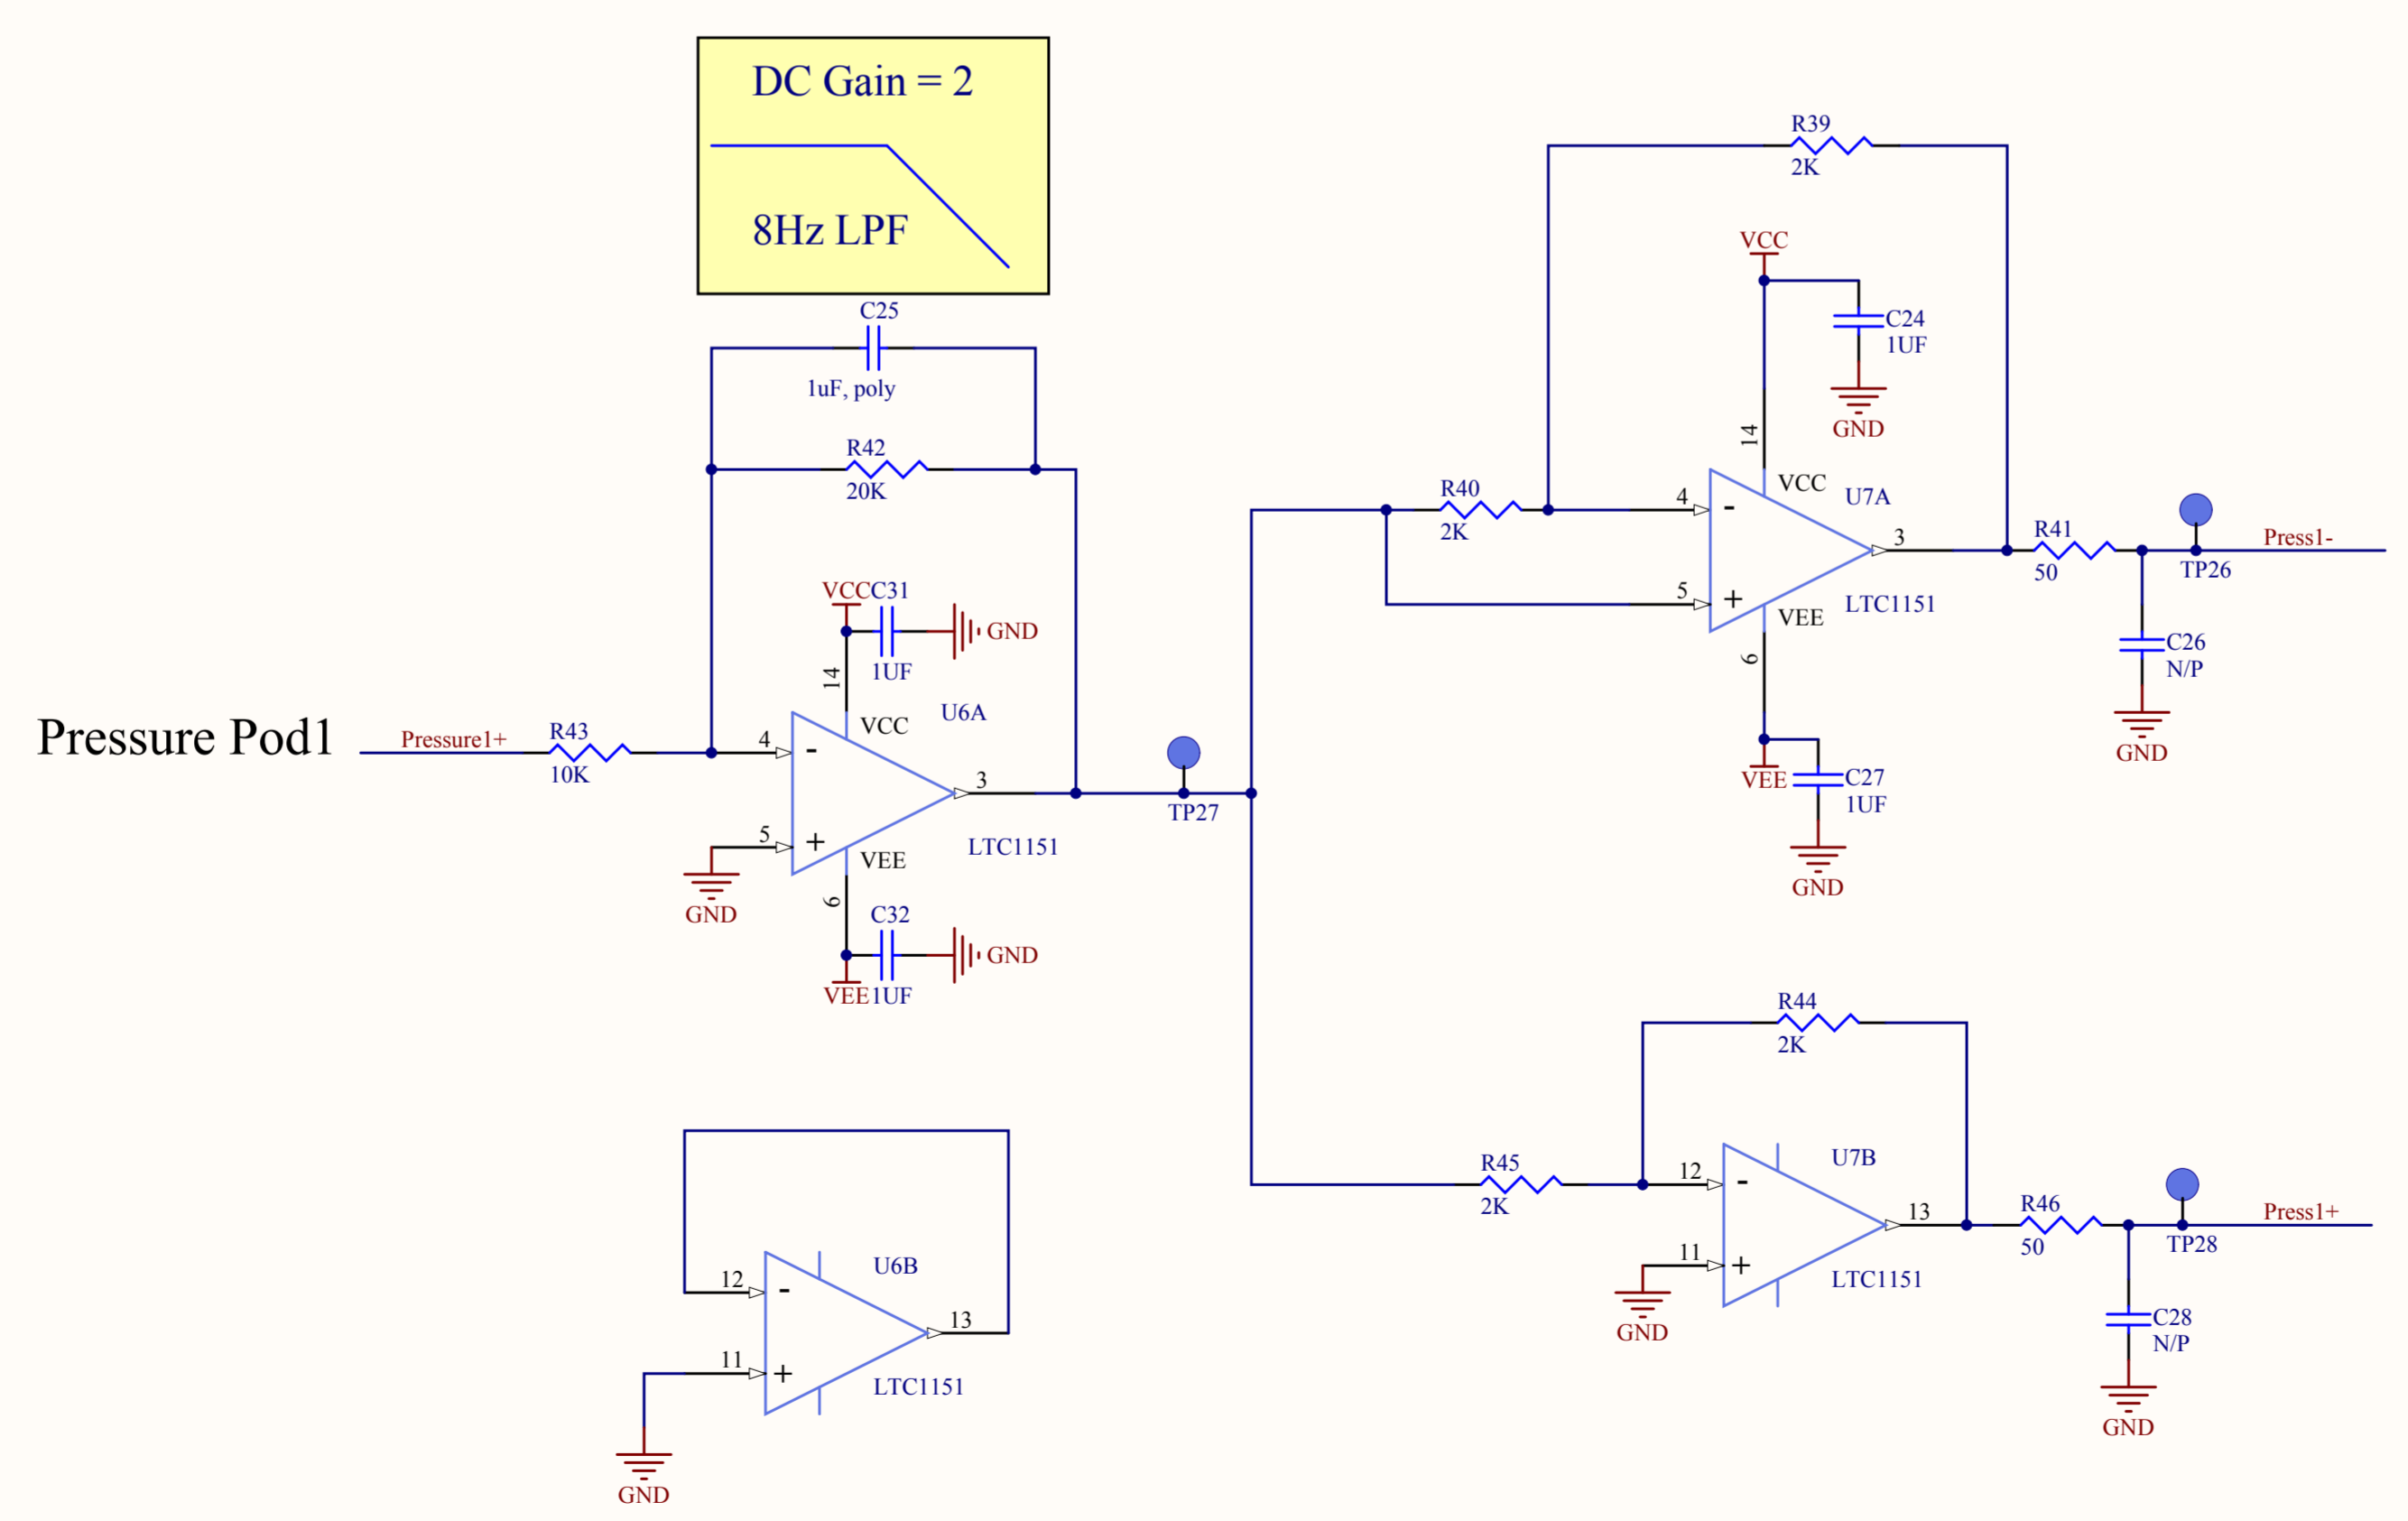 DC Gain = 2
8Hz LPF
C25
1uF, poly
R42
20K
VCC
C31
GND
1UF
14
VCC
U6A
Pressure Pod1
Pressure1+
R43
10K
4
-
3
TP27
5
+
LTC1151
VEE
GND
6
C32
GND
VEE
1UF
R39
2K
VCC
C24
1UF
GND
14
VCC
U7A
R40
2K
4
-
3
R41
50
Press1-
TP26
5
+
LTC1151
VEE
6
C26
N/P
GND
VEE
C27
1UF
GND
R44
2K
U7B
R45
2K
12
-
13
R46
50
Press1+
TP28
11
+
LTC1151
GND
C28
N/P
GND
U6B
12
-
13
11
+
LTC1151
GND